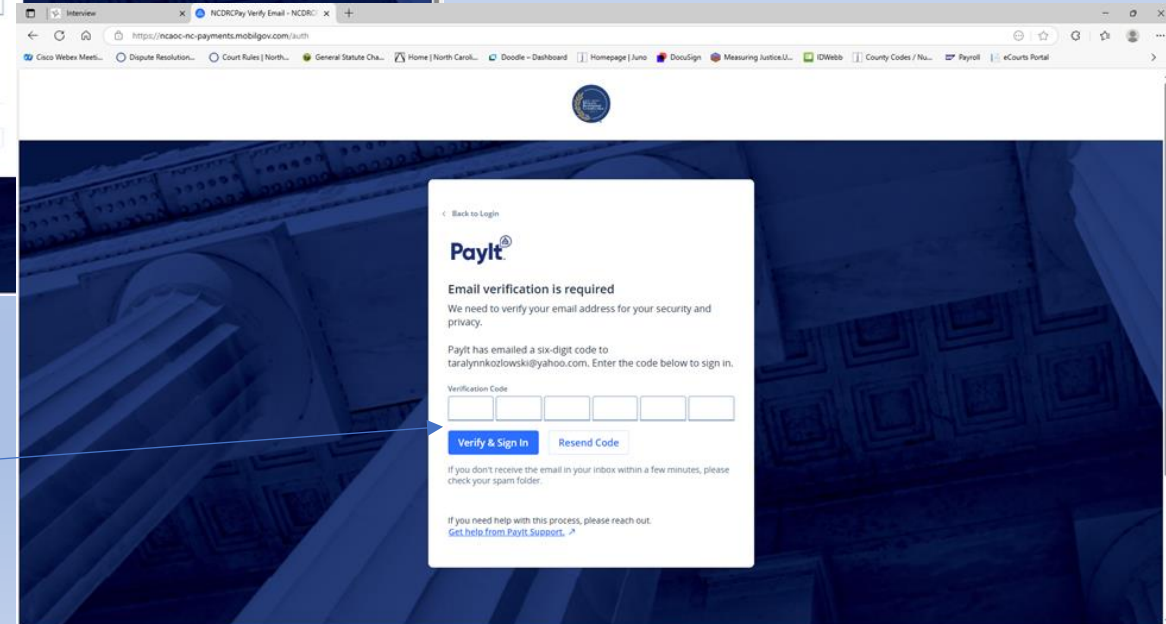 Interview
NCDRCPay Verify Email - NCDRC
https://ncaoc-nc-payments.mobilgov.com/auth
Cisco Webex Meeti... Dispute Resolution... Court Rules | North... General Statute Cha... Home | North Caroli... Doodle – Dashboard Homepage | Juno DocuSign Measuring Justice.U... IDWebb County Codes / Nu... Payroll eCourts Portal
< Back to Login
PayIt
Email verification is required
We need to verify your email address for your security and
privacy.
PayIt has emailed a six-digit code to
taralynnkozlowski@yahoo.com. Enter the code below to sign in.
Verification Code
Verify & Sign In Resend Code
If you don't receive the email in your inbox within a few minutes, please
check your spam folder.
If you need help with this process, please reach out.
Get help from PayIt Support.